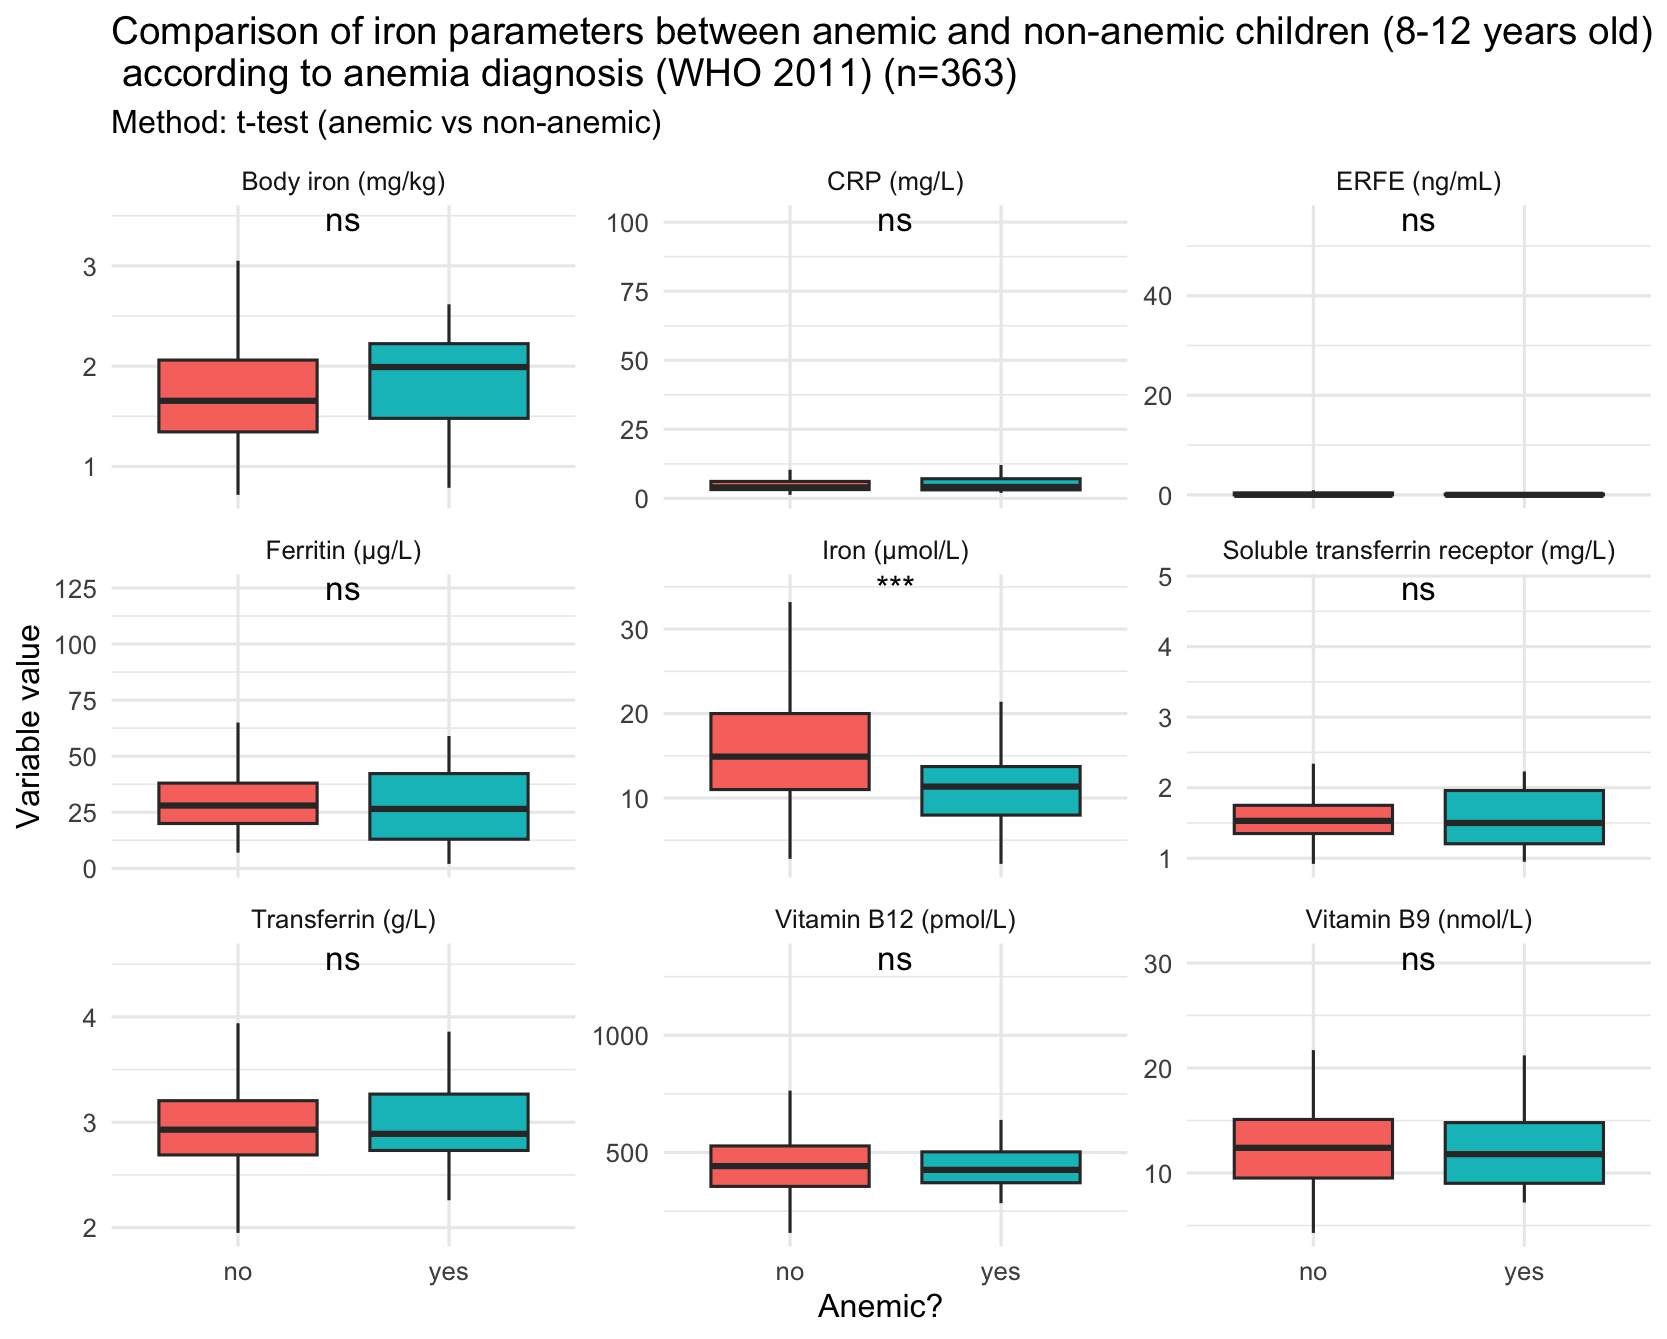 Comparison of iron parameters between anemic and non-anemic children (8-12 years old)
according to anemia diagnosis (WHO 2011) (n=363)
Method: t-test (anemic vs non-anemic)
Body iron (mg/kg)
CRP (mg/L)
ERFE (ng/mL)
ns
ns
ns
3
2
1
100
75
50
25
0
40
20
0
Ferritin (µg/L)
Iron (µmol/L)
Soluble transferrin receptor (mg/L)
ns
***
ns
125
100
75
50
25
0
30
20
10
5
4
3
2
1
Variable value
Transferrin (g/L)
Vitamin B12 (pmol/L)
Vitamin B9 (nmol/L)
ns
ns
ns
4
3
2
1000
500
30
20
10
no
yes
no
yes
no
yes
Anemic?